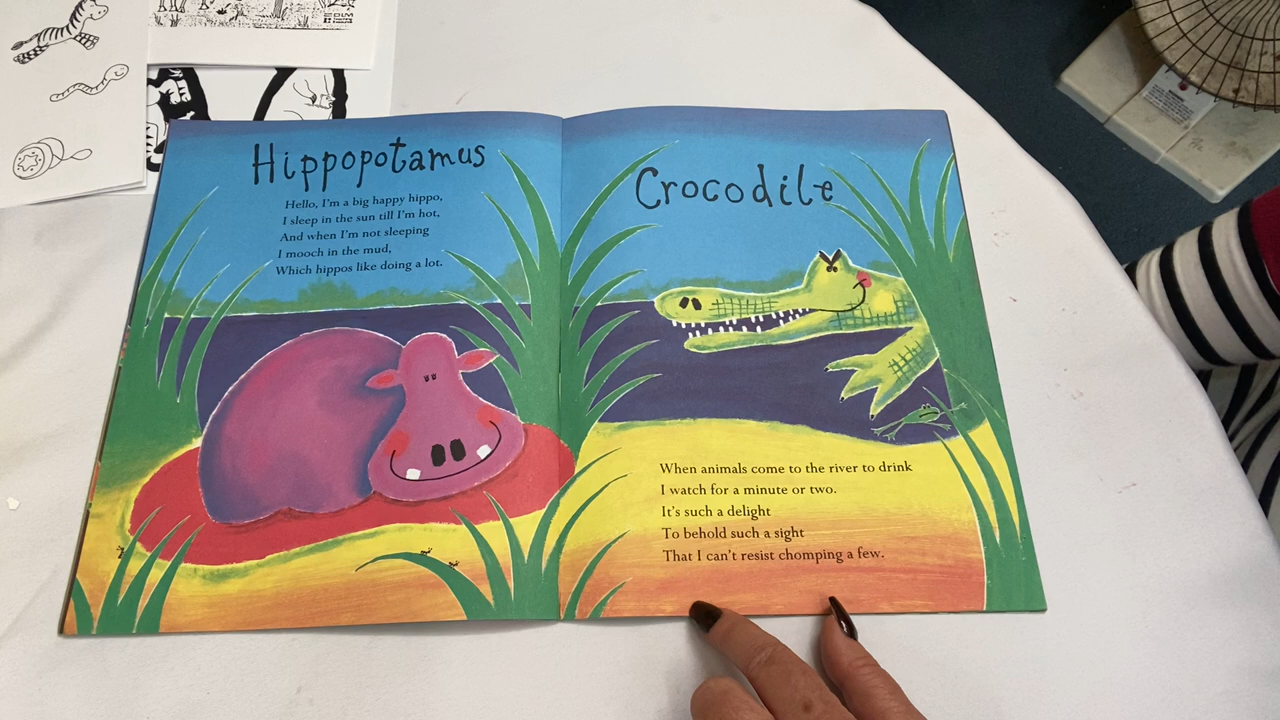 Hippopotamus
Hello, I'm a big happy hippo,
I sleep in the sun till I'm hot,
And when I'm not sleeping
I mooch in the mud,
Which hippos like doing a lot.
Crocodile
When animals come to the river to drink
I watch for a minute or two.
It's such a delight
To behold such a sight
That I can't resist chomping a few.